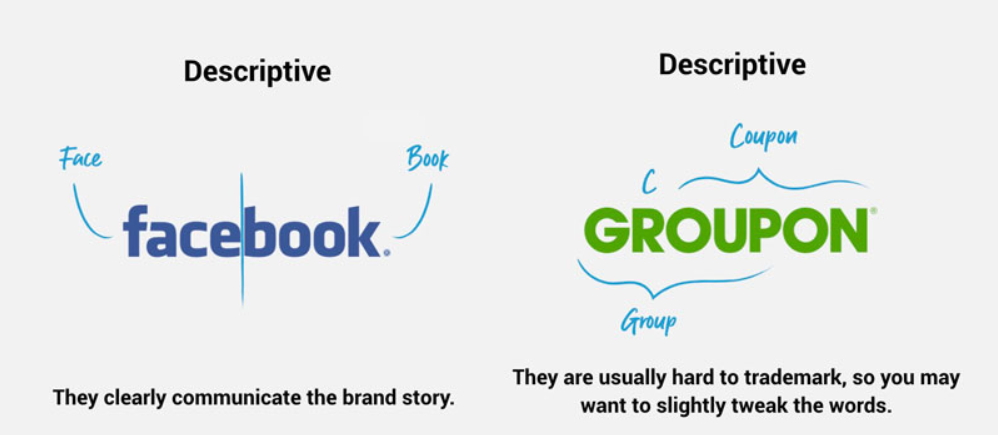 Descriptive
Face
Book
facebook®
They clearly communicate the brand story.
Descriptive
Coupon
C
GROUPON®
Group
They are usually hard to trademark, so you may
want to slightly tweak the words.